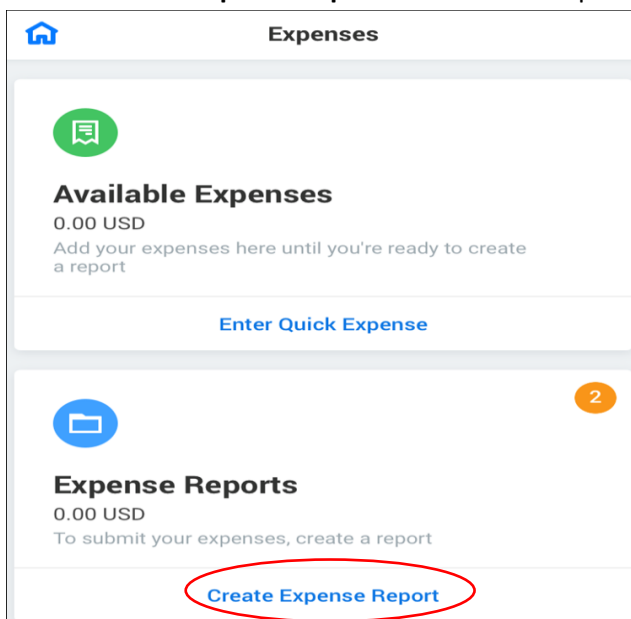 Expenses
Available Expenses
0.00 USD
Add your expenses here until you're ready to create
a report
Enter Quick Expense
2
Expense Reports
0.00 USD
To submit your expenses, create a report
Create Expense Report